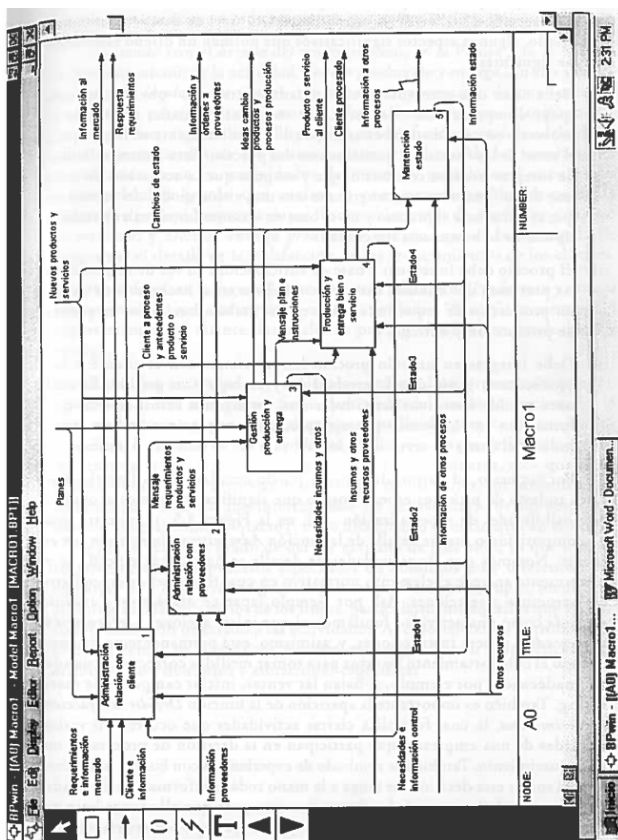 BPwin - [[A0] Macro1 - Model Macro1 [MACRO1.BP1]]
File Edit Display Editor Report Option Window Help
Requerimientos
e información
mercado
Cliente e
información
Información
proveedores
Necesidades e
información control
Planes
Nuevos productos y
servicios
Administración
relación con el
cliente
1
Mensaje
requerimientos
productos y
servicios
Administración
relación con
proveedores
2
Cliente a proceso
y antecedentes
producto o
servicio
Gestión
producción y
entrega
3
Mensaje plan e
instrucciones
Producción y
entrega bien o
servicio
4
Necesidades insumos y otros
Insumos y otros
recursos proveedores
Cambios de estado
Mantención
estado
5
Estado1
Estado2
Estado3
Estado4
Información de otros procesos
Otros recursos
Información
mercado
Respuesta
requerimientos
Información y
órdenes a
proveedores
Ideas cambio
productos y
procesos producción
Producto o servicio
al cliente
Cliente procesado
Información a otros
procesos
Información estado
NODE:
A0
TITLE:
Macro1
NUMBER:
Inicio
BPwin - [[A0] Macro1 ...
Microsoft Word - Documen...
2:31 PM